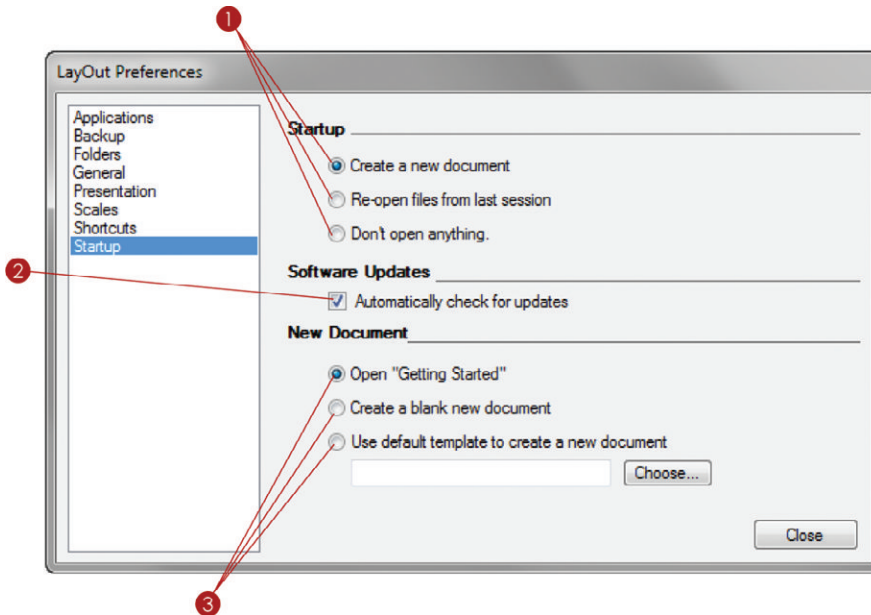 1
LayOut Preferences
Applications
Backup
Folders
General
Presentation
Scales
Shortcuts
Startup
Startup
Create a new document
Re-open files from last session
Don't open anything.
2
Software Updates
Automatically check for updates
New Document
Open "Getting Started"
Create a blank new document
Use default template to create a new document
Choose...
Close
3